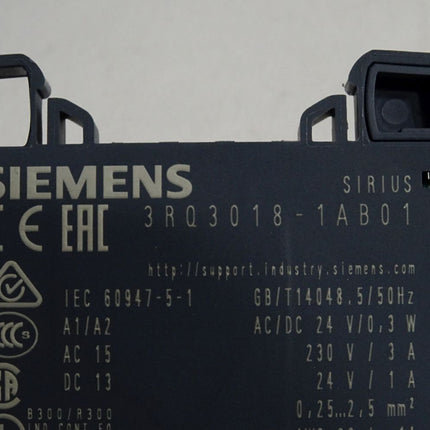 SIEMENS
SIRIUS
CE EAC 3RQ3018-1AB01
http://support.industry.siemens.com
IEC 60947-5-1 GB/T14048.5/50Hz
A1/A2 AC/DC 24 V/0,3 W
AC 15 230 V / 3 A
DC 13 24 V / 1 A
B300/R300 0,25...2,5 mm²